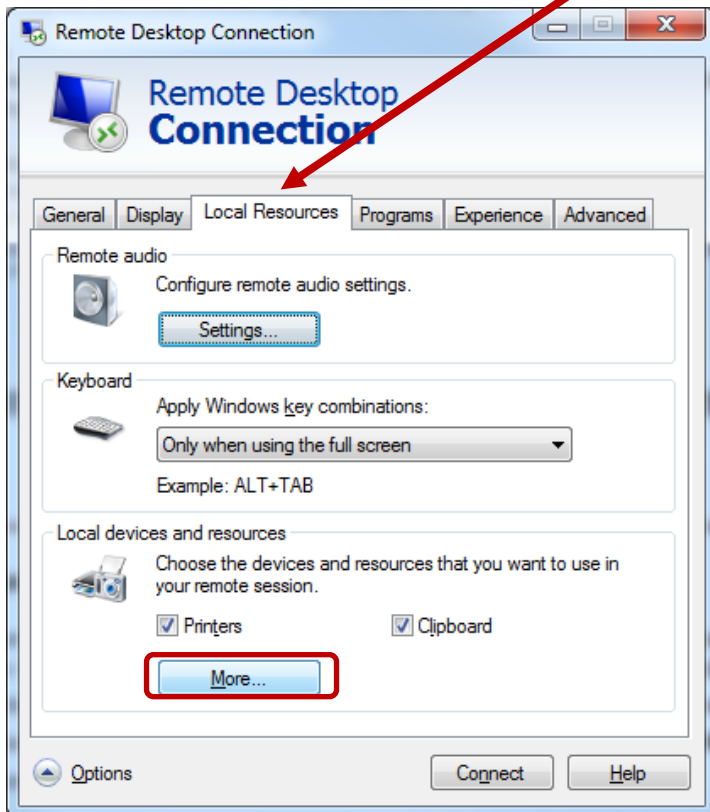 Remote Desktop Connection
Remote Desktop
Connection
General Display Local Resources Programs Experience Advanced
Remote audio
Configure remote audio settings.
Settings...
Keyboard
Apply Windows key combinations:
Only when using the full screen
Example: ALT+TAB
Local devices and resources
Choose the devices and resources that you want to use in
your remote session.
Printers Clipboard
More...
Options Connect Help